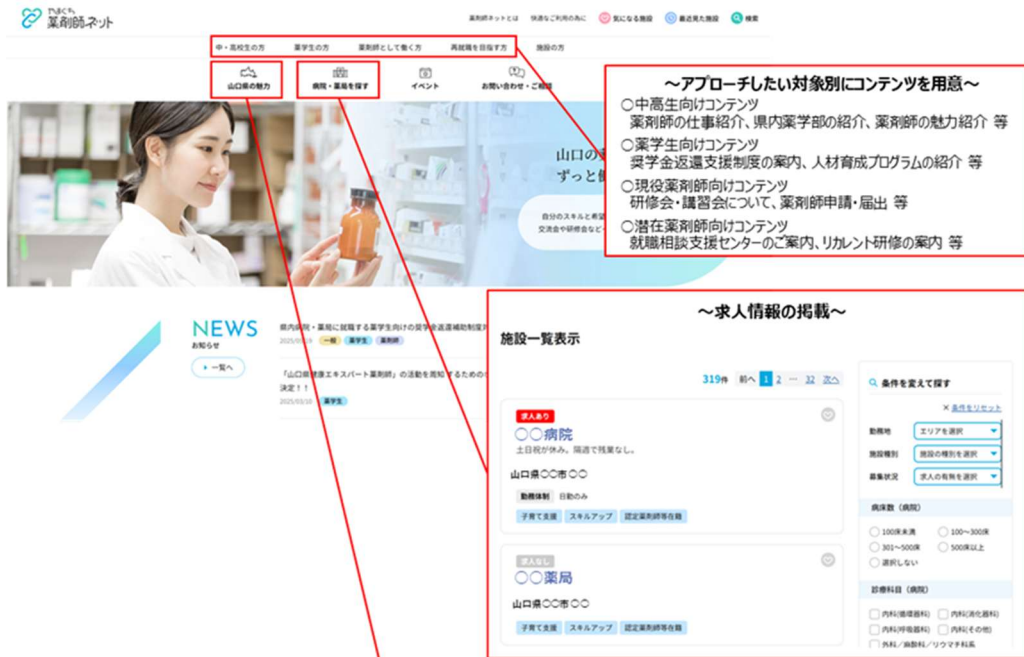 やまぐち
薬剤師ネット
薬剤師ネットとは 快適なご利用の為に 気になる施設 最近見た施設 検索
中・高校生の方 薬学生の方 薬剤師として働く方 再就職を目指す方 施設の方
山口県の魅力 病院・薬局を探す イベント お問い合わせ・ご相談
～アプローチしたい対象別にコンテンツを用意～
○中高生向けコンテンツ
薬剤師の仕事紹介、県内薬学部の紹介、薬剤師の魅力紹介 等
○薬学生向けコンテンツ
奨学金返還支援制度の案内、人材育成プログラムの紹介 等
○現役薬剤師向けコンテンツ
研修会・講習会について、薬剤師申請・届出 等
○潜在薬剤師向けコンテンツ
就職相談支援センターのご案内、リカレント研修の案内 等
山口の
ずっと
自分のスキルと希望
交流会や研修会など
NEWS
お知らせ
一覧へ
県内病院・薬局に就職する薬学生向けの奨学金返還補助制度
一般 薬学生 薬剤師
「山口県健康エキスパート薬剤師」の活動を周知するための
決定！！
2025/03/10 薬学生
～求人情報の掲載～
施設一覧表示
319件 前へ 1 2 … 32 次へ
求人あり
○○病院
土日祝が休み。隔週で残業なし。
山口県○○市○○
勤務体制 日勤のみ
子育て支援 スキルアップ 認定薬剤師等在籍
求人なし
○○薬局
山口県○○市○○
子育て支援 スキルアップ 認定薬剤師等在籍
条件を変えて探す
× 条件をリセット
勤務地 エリアを選択
施設種別 施設の種別を選択
募集状況 求人の有無を選択
病床数（病院）
100床未満 100～300床
301～500床 500床以上
選択しない
診療科目（病院）
内科(循環器科) 内科(消化器科)
内科(呼吸器科) 内科(その他)
外科／麻酔科／リウマチ科系